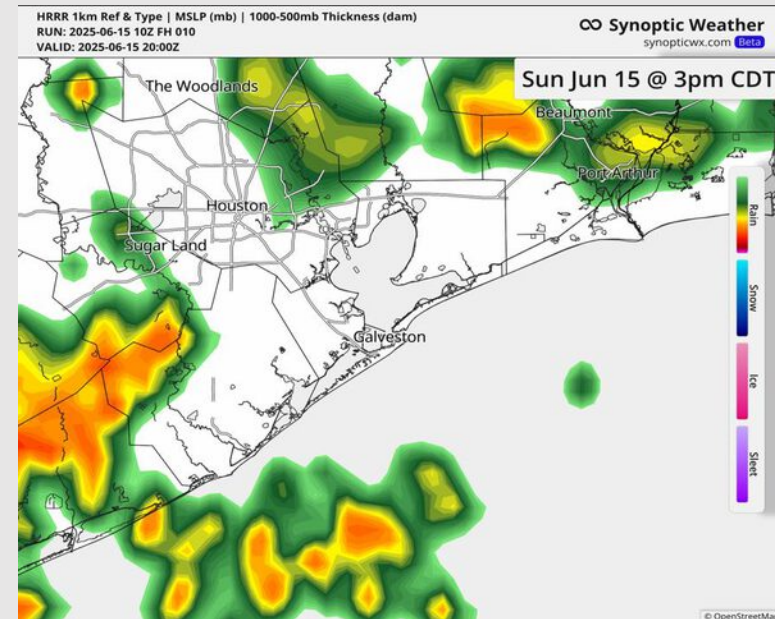 HRRR 1km Ref & Type | MSLP (mb) | 1000-500mb Thickness (dam)
RUN: 2025-06-15 10Z FH 010
VALID: 2025-06-15 20:00Z
Synoptic Weather
synopticwx.com Beta
Sun Jun 15 @ 3pm CDT
The Woodlands
Beaumont
Port Arthur
Houston
Sugar Land
Galveston
Rain
Snow
Ice
Sleet
© OpenStreetMa